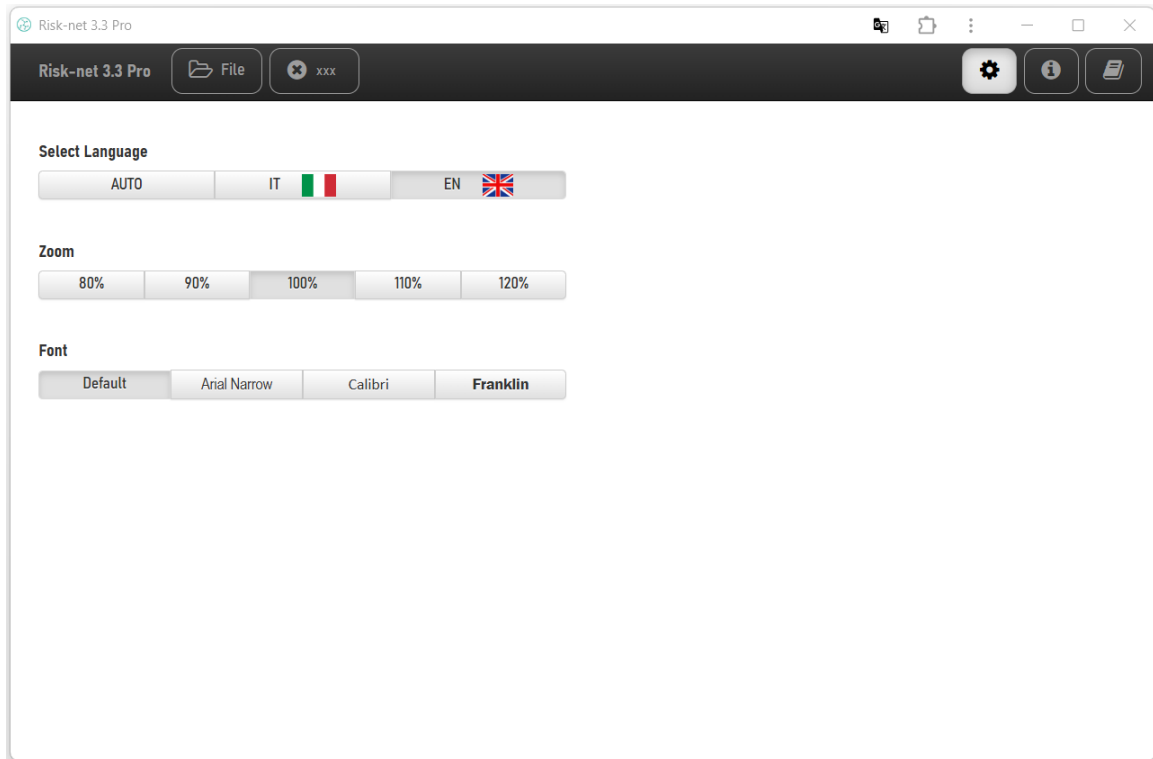 Risk-net 3.3 Pro
Risk-net 3.3 Pro File xxx
Select Language
AUTO IT EN
Zoom
80% 90% 100% 110% 120%
Font
Default Arial Narrow Calibri Franklin